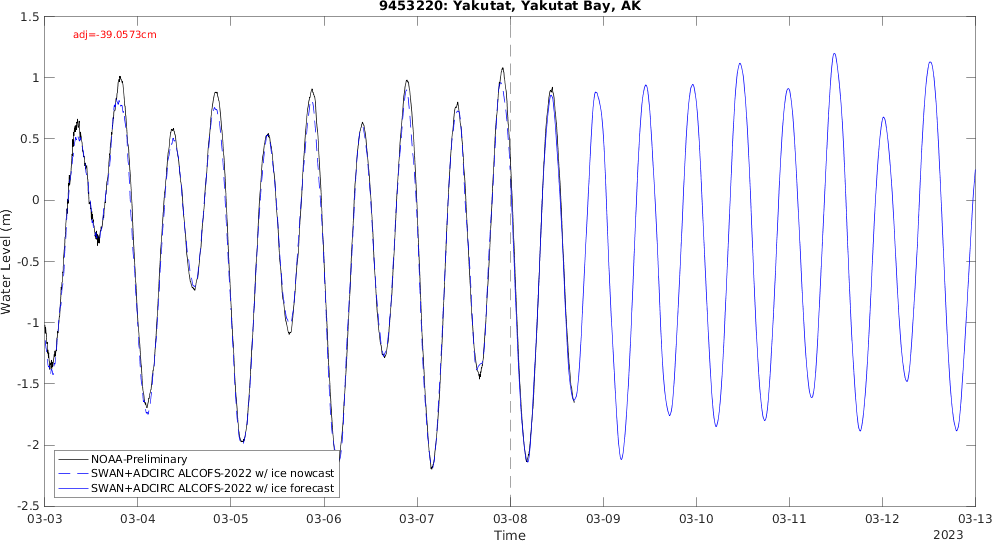 9453220: Yakutat, Yakutat Bay, AK
adj=-39.0573cm
1.5
1
0.5
0
-0.5
-1
-1.5
-2
-2.5
Water Level (m)
NOAA-Preliminary
SWAN+ADCIRC ALCOFS-2022 w/ ice nowcast
SWAN+ADCIRC ALCOFS-2022 w/ ice forecast
03-03 03-04 03-05 03-06 03-07 03-08 03-09 03-10 03-11 03-12 03-13
Time
2023